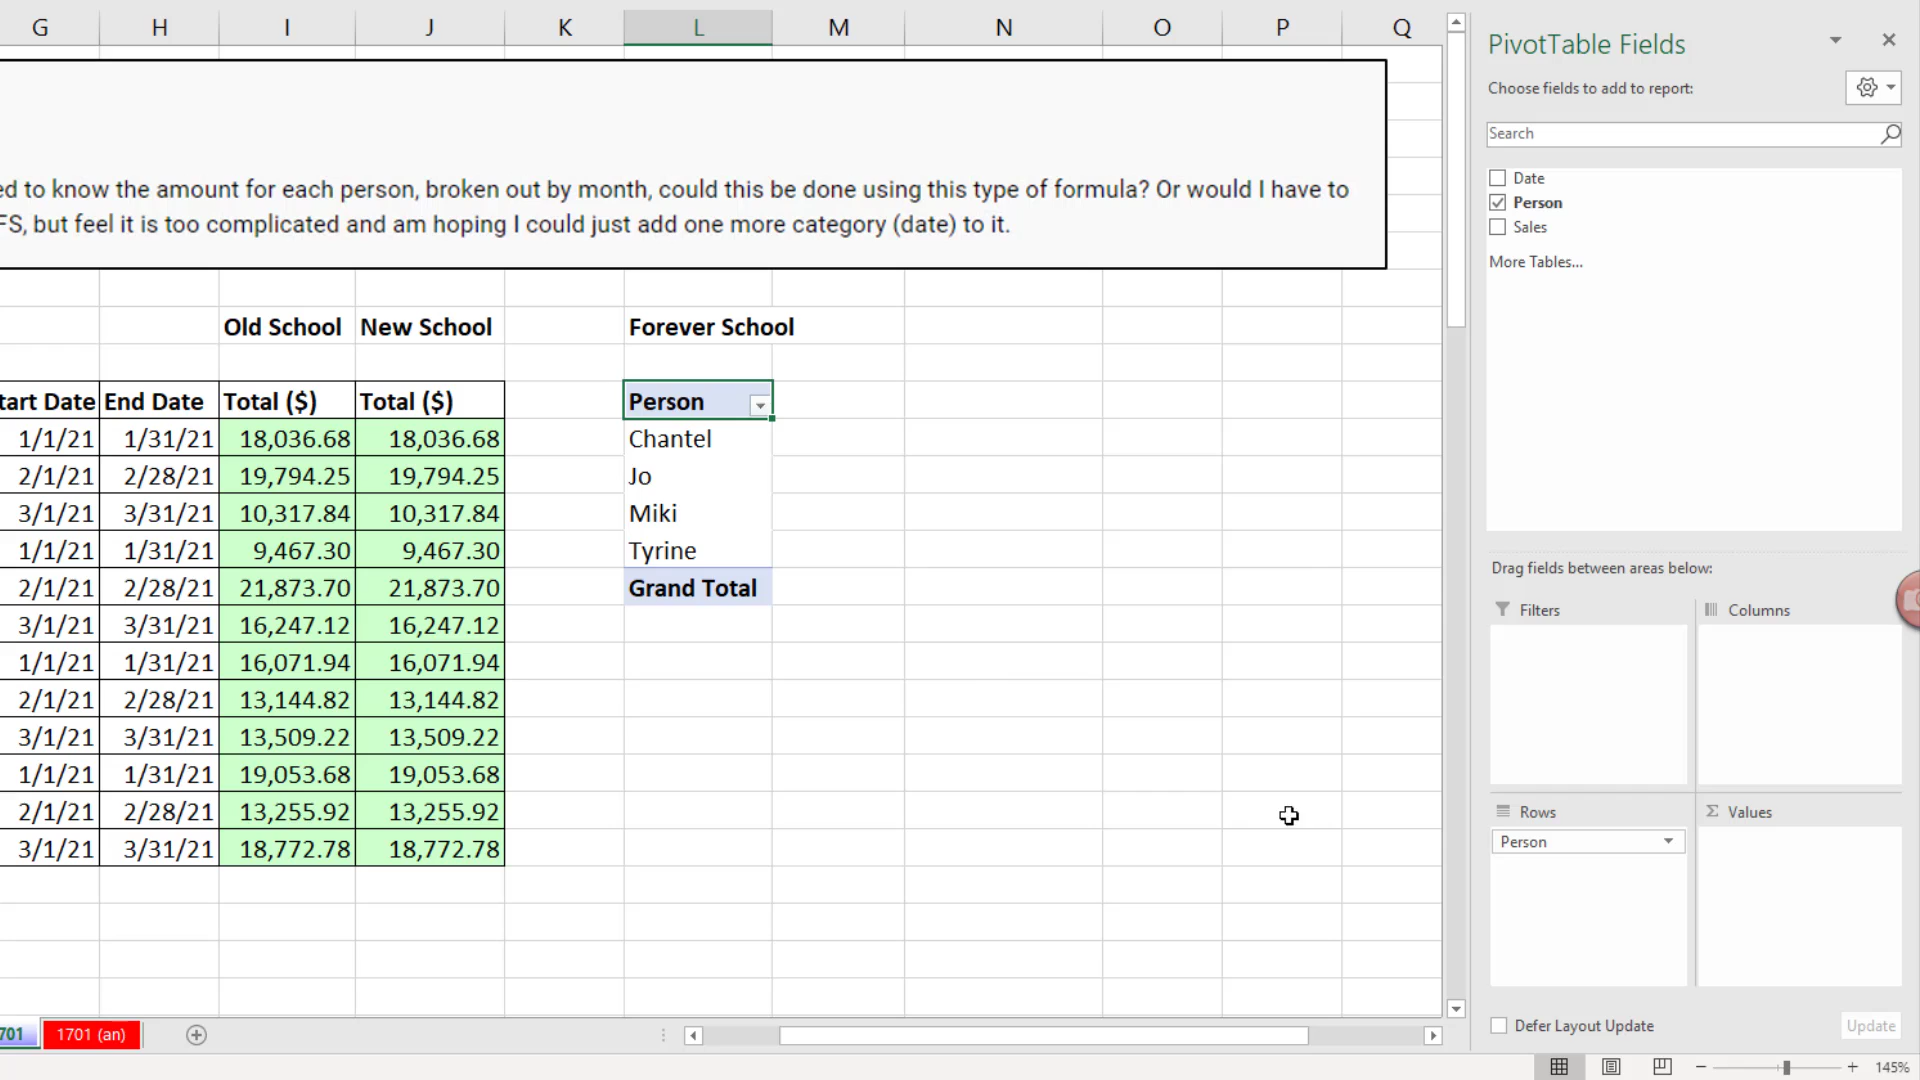 G H I J K L M N O P Q
ed to know the amount for each person, broken out by month, could this be done using this type of formula? Or would I have to
FS, but feel it is too complicated and am hoping I could just add one more category (date) to it.
Old School New School Forever School
tart Date End Date Total ($) Total ($) Person
1/1/21 1/31/21 18,036.68 18,036.68 Chantel
2/1/21 2/28/21 19,794.25 19,794.25 Jo
3/1/21 3/31/21 10,317.84 10,317.84 Miki
1/1/21 1/31/21 9,467.30 9,467.30 Tyrine
2/1/21 2/28/21 21,873.70 21,873.70 Grand Total
3/1/21 3/31/21 16,247.12 16,247.12
1/1/21 1/31/21 16,071.94 16,071.94
2/1/21 2/28/21 13,144.82 13,144.82
3/1/21 3/31/21 13,509.22 13,509.22
1/1/21 1/31/21 19,053.68 19,053.68
2/1/21 2/28/21 13,255.92 13,255.92
3/1/21 3/31/21 18,772.78 18,772.78
701 1701 (an)
PivotTable Fields
Choose fields to add to report:
Search
Date
Person
Sales
More Tables...
Drag fields between areas below:
Filters Columns
Rows Σ Values
Person
Defer Layout Update Update
145%